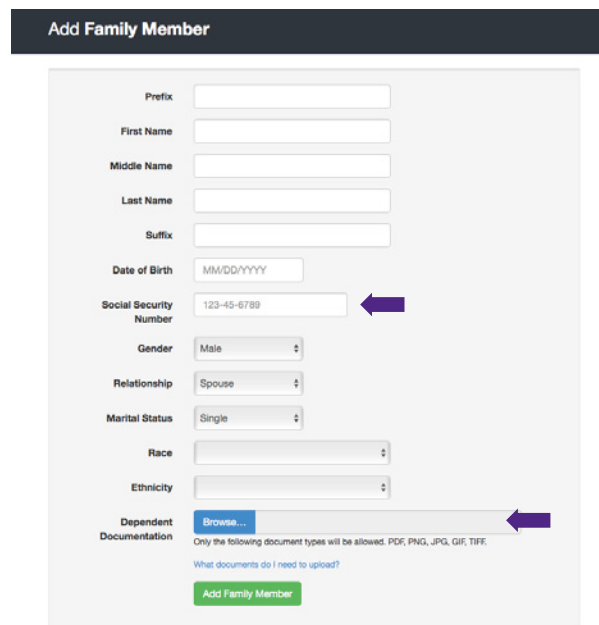 Add Family Member
Prefix
First Name
Middle Name
Last Name
Suffix
Date of Birth MM/DD/YYYY
Social Security 123-45-6789
Number
Gender Male
Relationship Spouse
Marital Status Single
Race
Ethnicity
Dependent Browse...
Documentation Only the following document types will be allowed. PDF, PNG, JPG, GIF, TIFF.
What documents do I need to upload?
Add Family Member